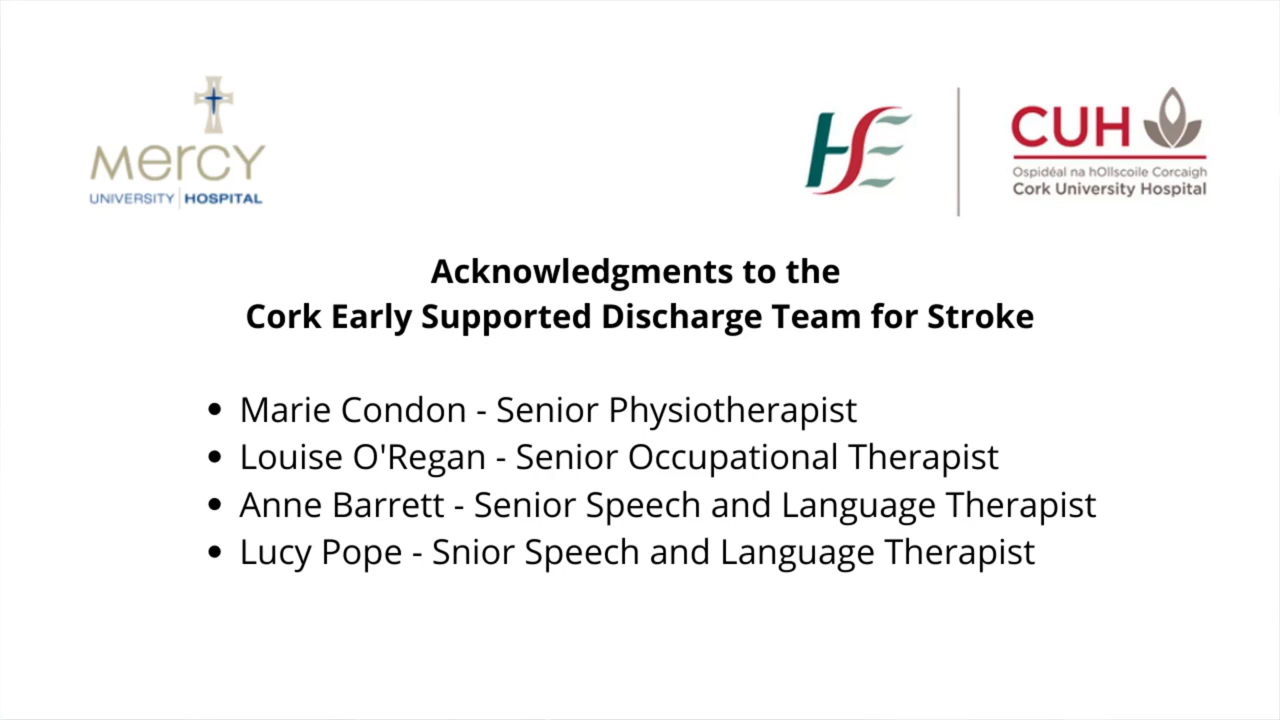 Mercy
UNIVERSITY | HOSPITAL
HSE
CUH
Ospidéal na hOllscoile Corcaigh
Cork University Hospital
Acknowledgments to the
Cork Early Supported Discharge Team for Stroke
• Marie Condon - Senior Physiotherapist
• Louise O'Regan - Senior Occupational Therapist
• Anne Barrett - Senior Speech and Language Therapist
• Lucy Pope - Snior Speech and Language Therapist